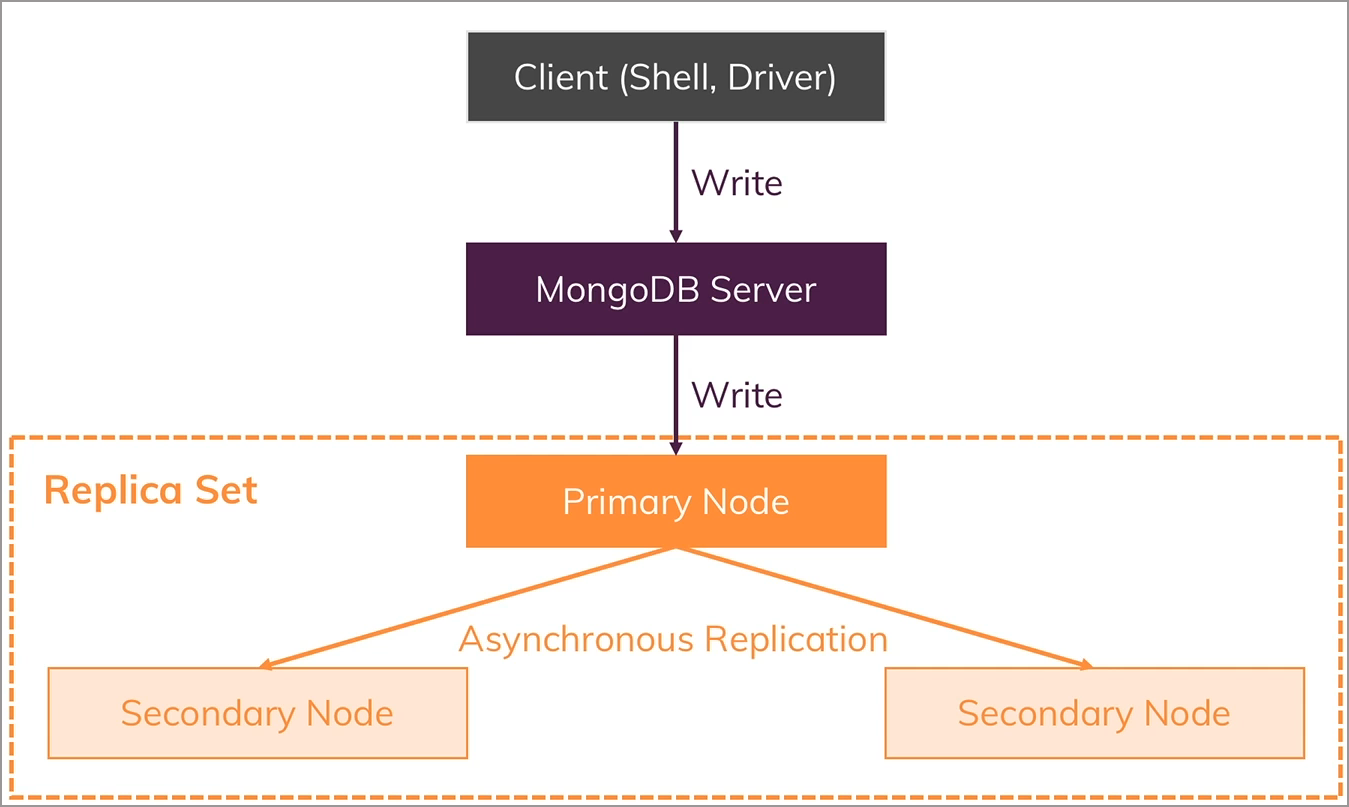 Client (Shell, Driver)
Write
MongoDB Server
Write
Replica Set
Primary Node
Asynchronous Replication
Secondary Node
Secondary Node